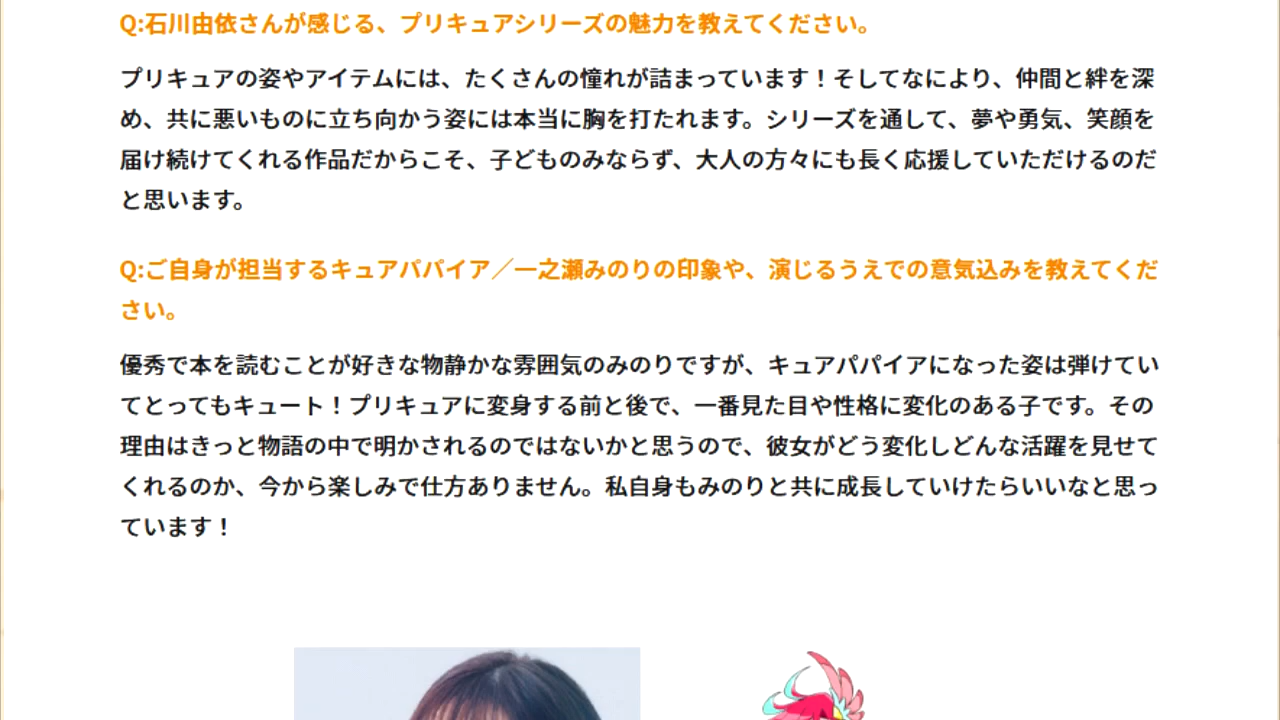 Q:石川由依さんが感じる、プリキュアシリーズの魅力を教えてください。
プリキュアの姿やアイテムには、たくさんの憧れが詰まっています！そしてなにより、仲間と絆を深
め、共に悪いものに立ち向かう姿には本当に胸を打たれます。シリーズを通して、夢や勇気、笑顔を
届け続けてくれる作品だからこそ、子どものみならず、大人の方々にも長く応援していただけるのだ
と思います。
Q:ご自身が担当するキュアパパイア／一之瀬みのりの印象や、演じるうえでの意気込みを教えてくだ
さい。
優秀で本を読むことが好きな物静かな雰囲気のみのりですが、キュアパパイアになった姿は弾けてい
てとってもキュート！プリキュアに変身する前と後で、一番見た目や性格に変化のある子です。その
理由はきっと物語の中で明かされるのではないかと思うので、彼女がどう変化しどんな活躍を見せて
くれるのか、今から楽しみで仕方ありません。私自身もみのりと共に成長していけたらいいなと思っ
ています！